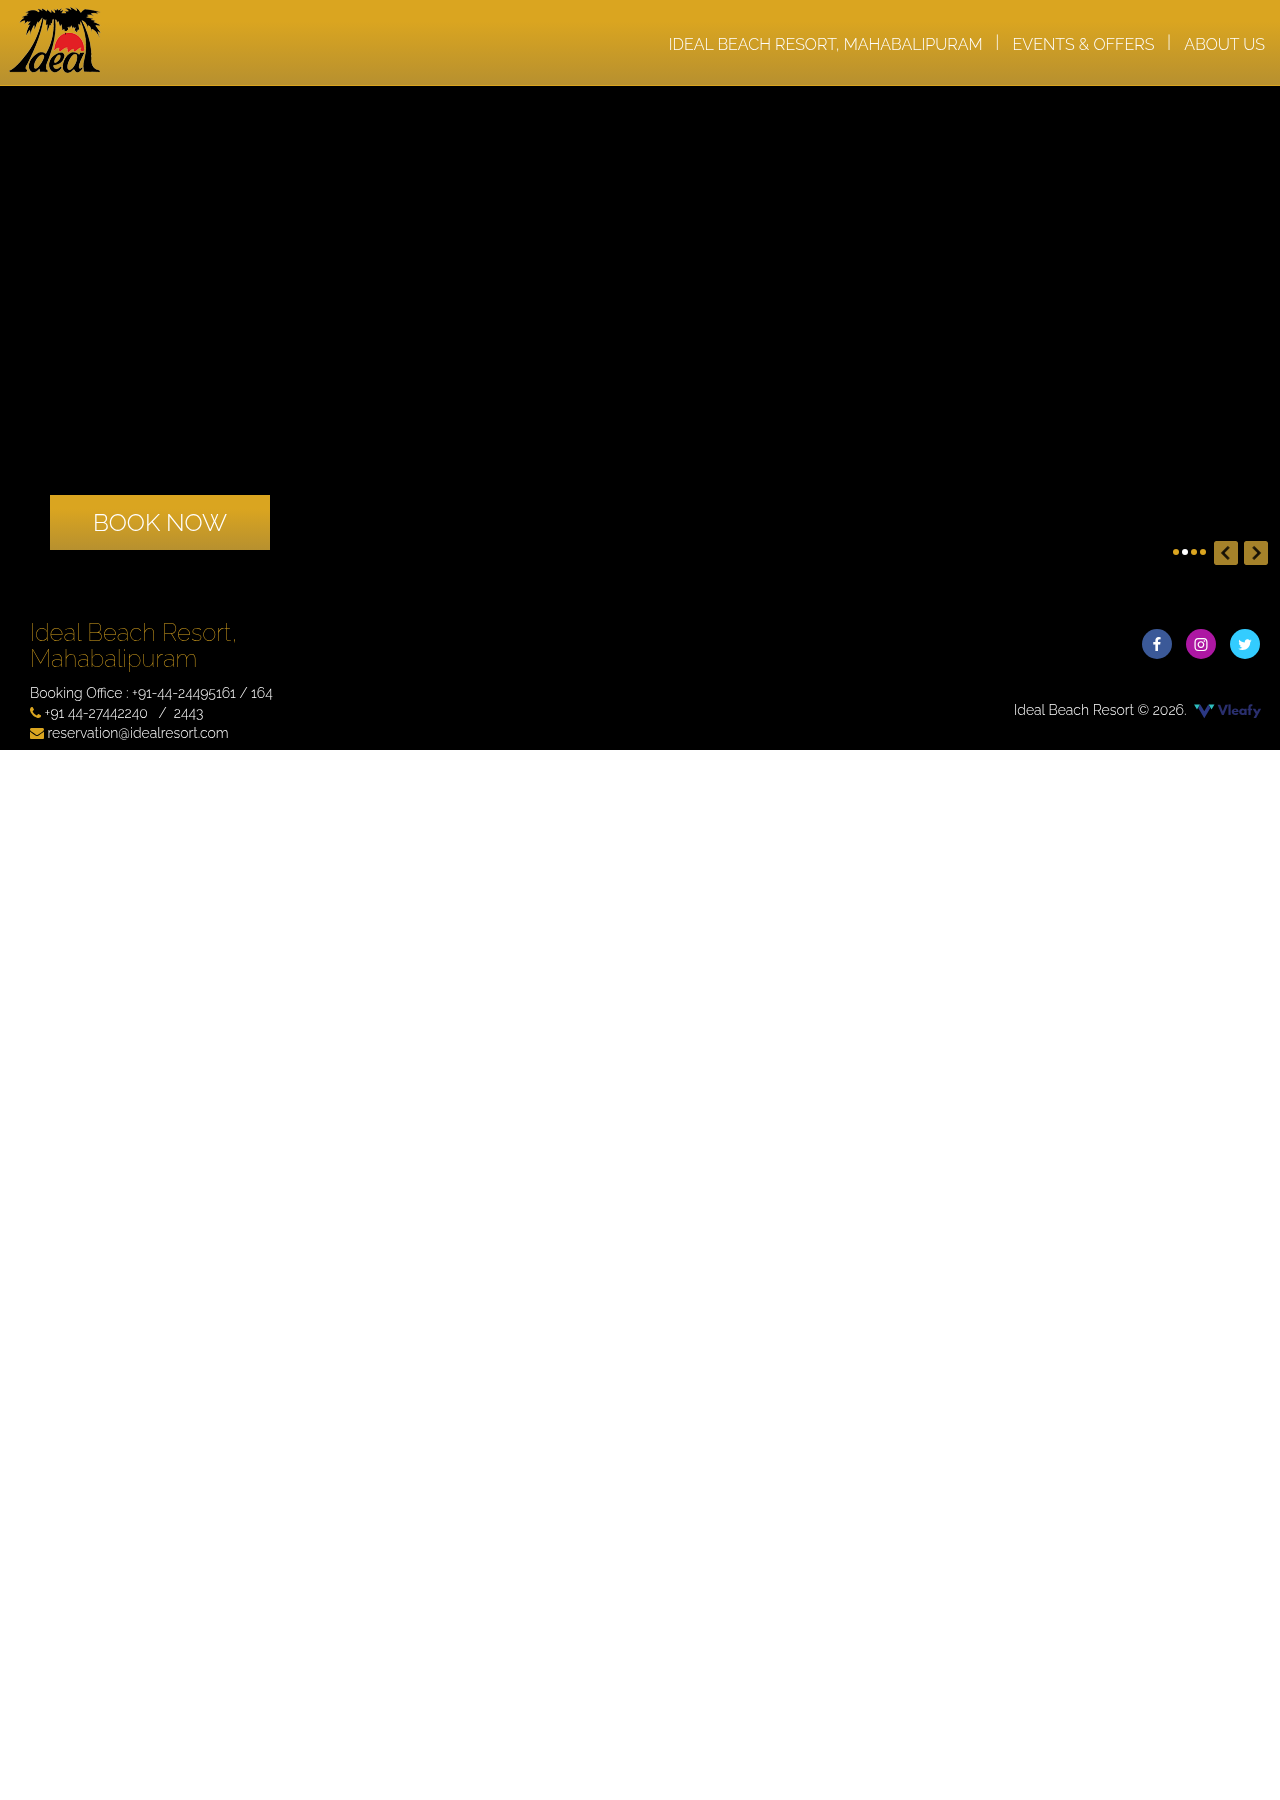 Ideal
IDEAL BEACH RESORT, MAHABALIPURAM | EVENTS & OFFERS | ABOUT US
BOOK NOW
Ideal Beach Resort,
Mahabalipuram
Booking Office : +91-44-24495161 / 164
+91 44-27442240 / 2443
reservation@idealresort.com
Ideal Beach Resort © 2026. Vleafy